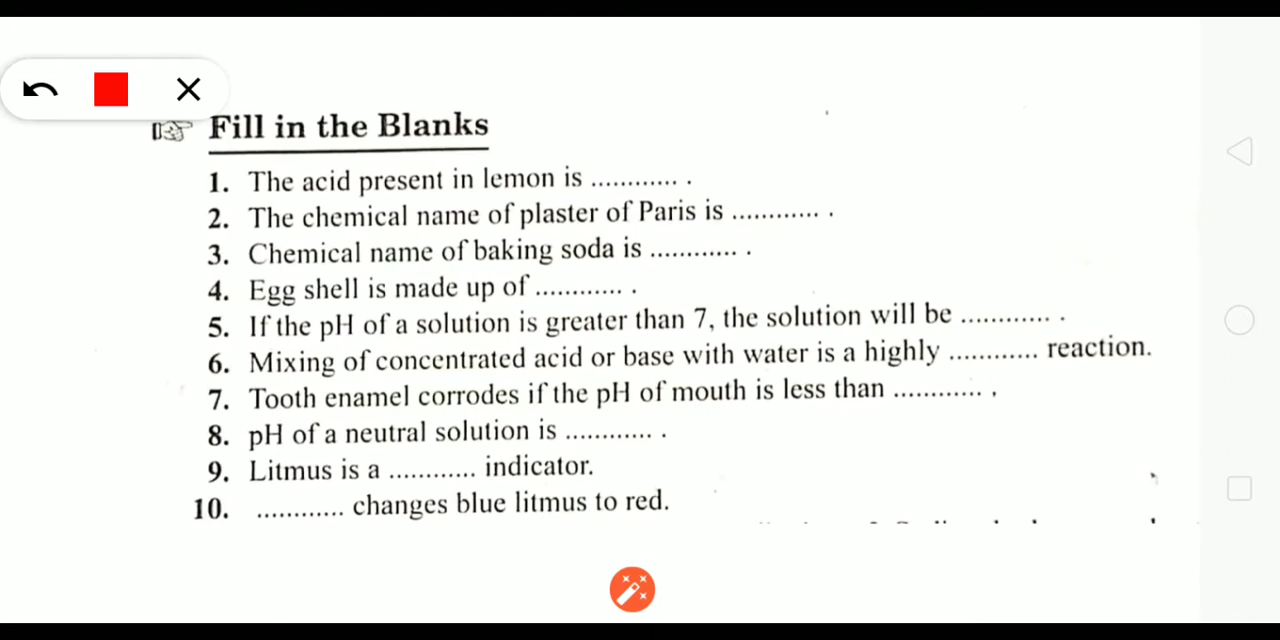 Fill in the Blanks
1. The acid present in lemon is ............ .
2. The chemical name of plaster of Paris is ............ .
3. Chemical name of baking soda is ............ .
4. Egg shell is made up of ............ .
5. If the pH of a solution is greater than 7, the solution will be ............ .
6. Mixing of concentrated acid or base with water is a highly ............ reaction.
7. Tooth enamel corrodes if the pH of mouth is less than ............ .
8. pH of a neutral solution is ............ .
9. Litmus is a ............ indicator.
10. ............ changes blue litmus to red.